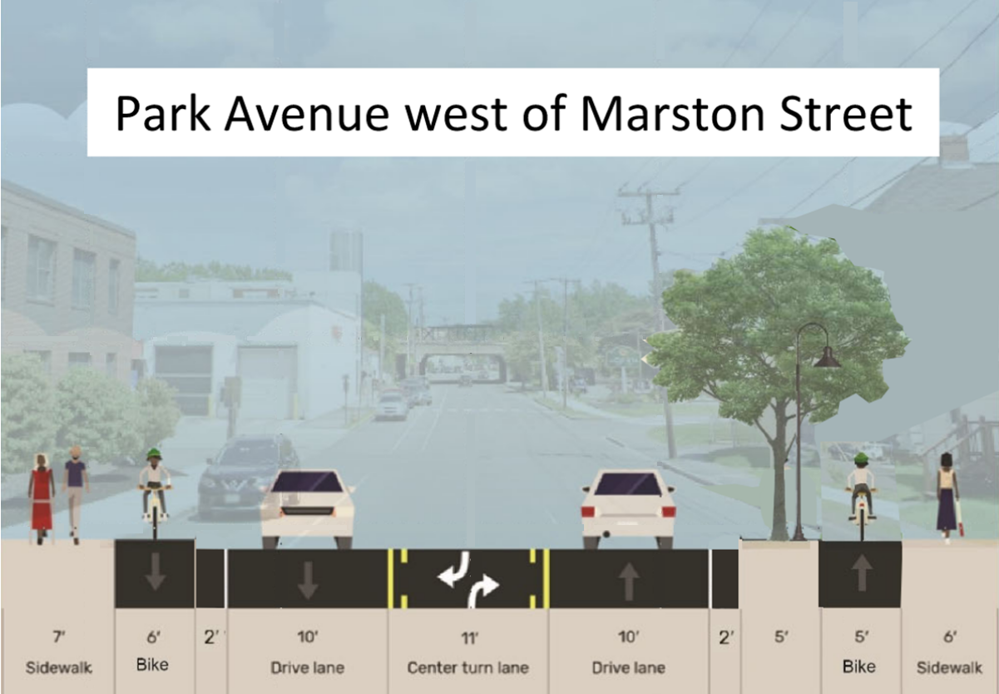 Park Avenue west of Marston Street
7' 6' 2' 10' 11' 10' 2' 5' 5' 6'
Sidewalk Bike Drive lane Center turn lane Drive lane Bike Sidewalk